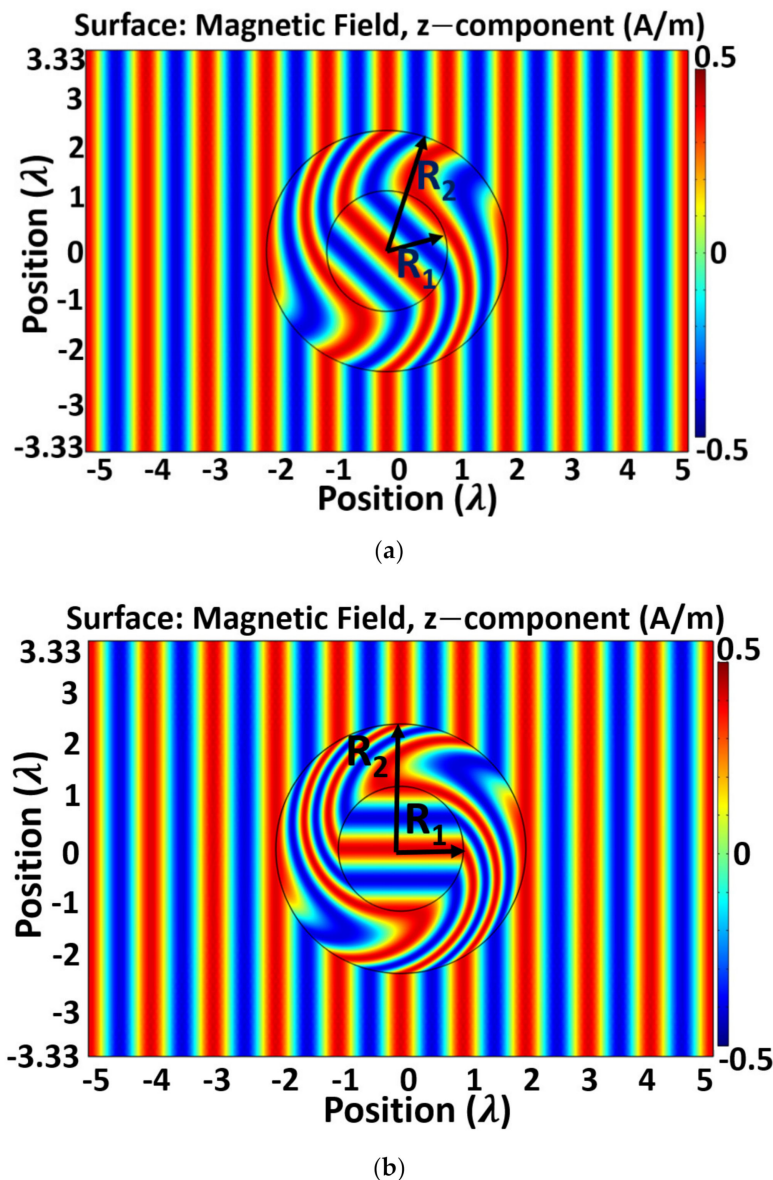 Surface: Magnetic Field, z−component (A/m)
3.33
3
2
1
0
-1
-2
-3
-3.33
Position (λ)
R2
R1
0.5
0
-0.5
-5 -4 -3 -2 -1 0 1 2 3 4 5
Position (λ)
(a)
Surface: Magnetic Field, z−component (A/m)
3.33
3
2
1
0
-1
-2
-3
-3.33
Position (λ)
R2
R1
0.5
0
-0.5
-5 -4 -3 -2 -1 0 1 2 3 4 5
Position (λ)
(b)